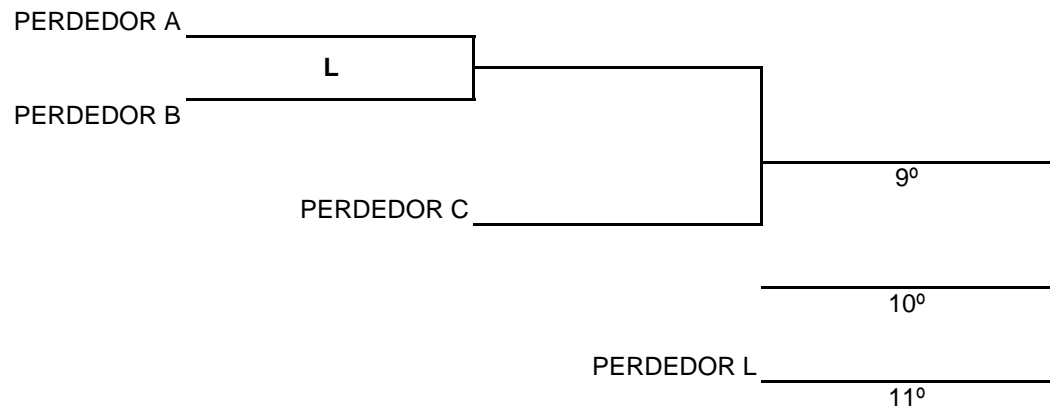 PERDEDOR A
L
PERDEDOR B
9º
PERDEDOR C
10º
PERDEDOR L
11º